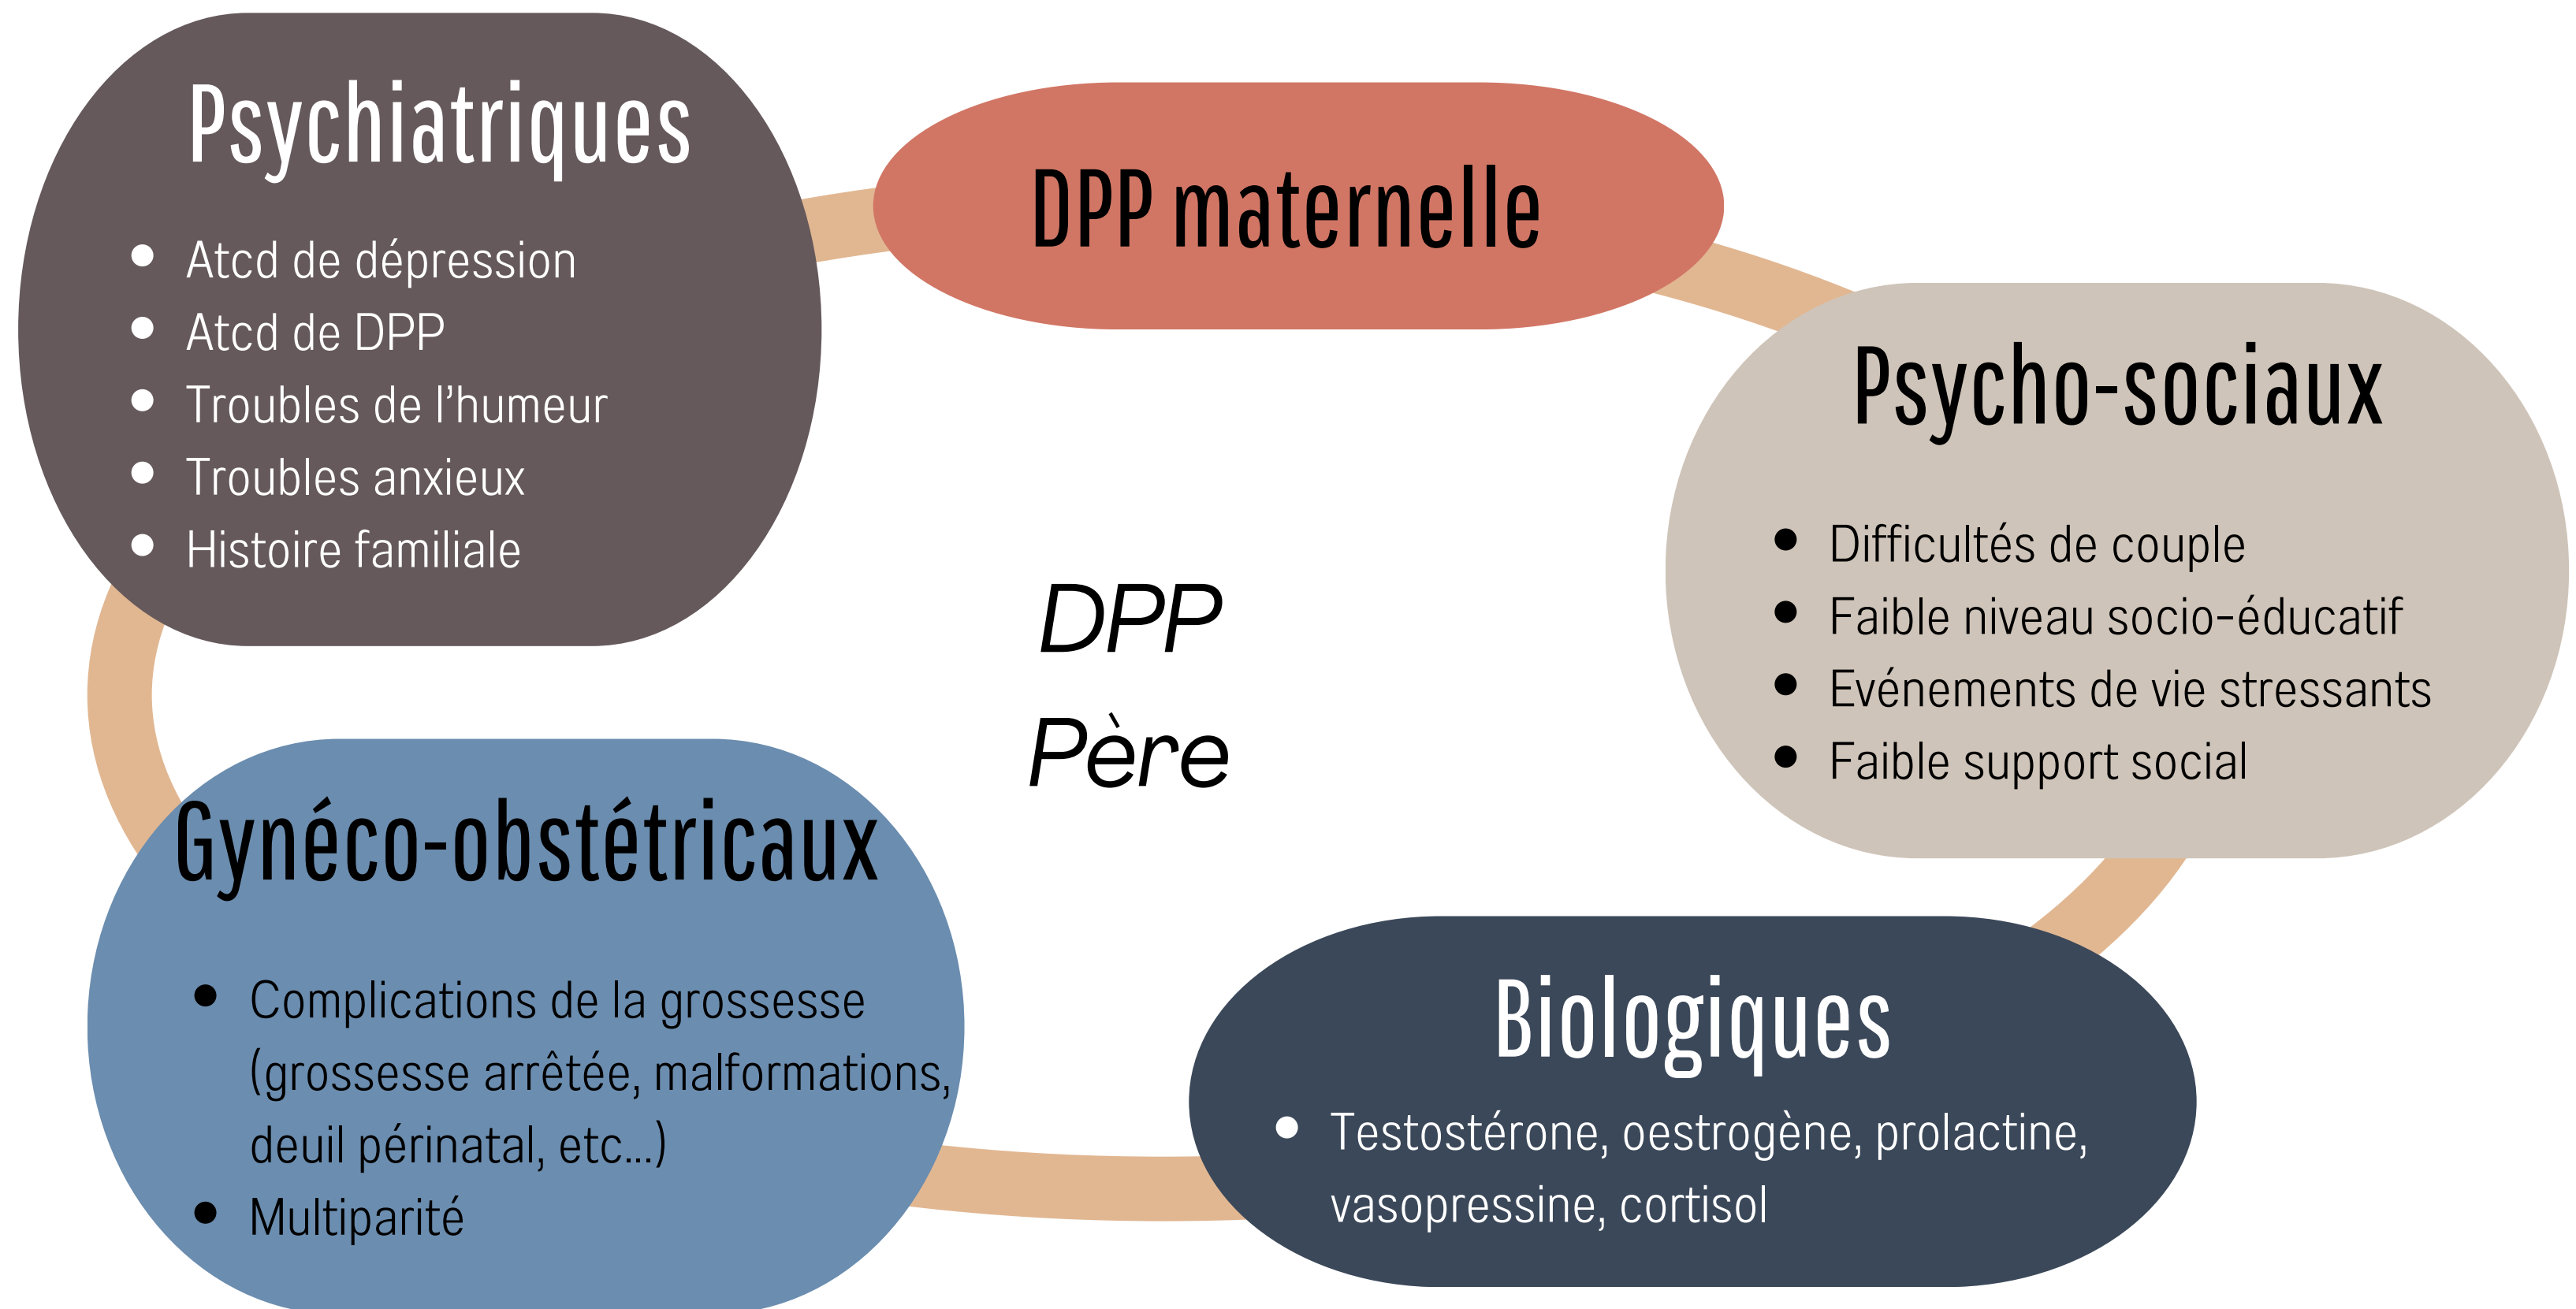 Psychiatriques
Atcd de dépression
Atcd de DPP
Troubles de l'humeur
Troubles anxieux
Histoire familiale
DPP maternelle
Psycho-sociaux
Difficultés de couple
Faible niveau socio-éducatif
Evénements de vie stressants
Faible support social
DPP
Père
Gynéco-obstétricaux
Complications de la grossesse
(grossesse arrêtée, malformations,
deuil périnatal, etc...)
Multiparité
Biologiques
Testostérone, oestrogène, prolactine,
vasopressine, cortisol